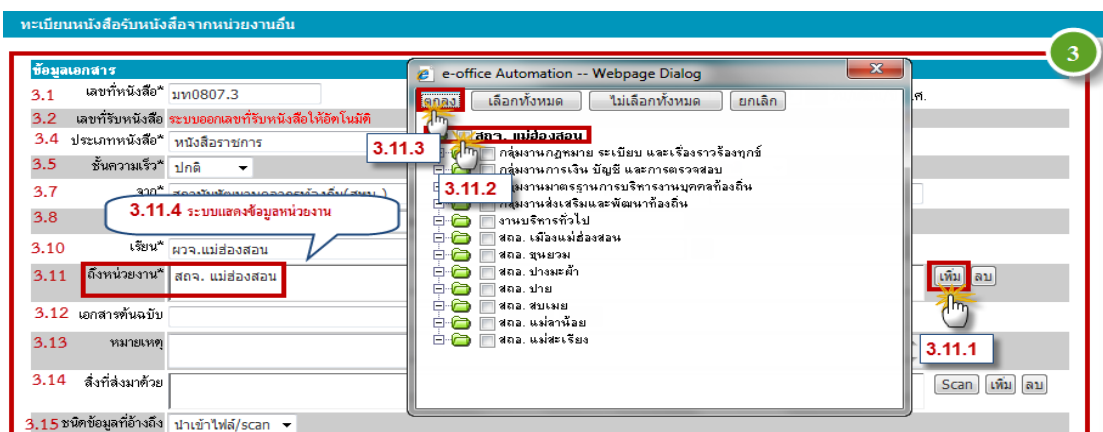 ทะเบียนหนังสือรับหนังสือจากหน่วยงานอื่น
3
ข้อมูลเอกสาร
3.1 เลขที่หนังสือ* มท0807.3
3.2 เลขที่รับหนังสือ ระบบออกเลขที่รับหนังสือให้อัตโนมัติ
3.4 ประเภทหนังสือ* หนังสือราชการ
3.5 ชั้นความเร็ว* ปกติ
3.7 จาก* สถาบันพัฒนาบุคลากรท้องถิ่น(สพบ.)
3.8
3.11.4 ระบบแสดงข้อมูลหน่วยงาน
3.10 เรียน* ผวจ.แม่ฮ่องสอน
3.11 ถึงหน่วยงาน* สถจ. แม่ฮ่องสอน
เพิ่ม ลบ
3.12 เอกสารต้นฉบับ
3.11.1
3.13 หมายเหตุ
3.14 สิ่งที่ส่งมาด้วย
Scan เพิ่ม ลบ
3.15 ชนิดข้อมูลที่อ้างถึง นำเข้าไฟล์/scan
e-office Automation -- Webpage Dialog
ตกลง เลือกทั้งหมด ไม่เลือกทั้งหมด ยกเลิก
ศ.
3.11.3
สถจ. แม่ฮ่องสอน
กลุ่มงานกฎหมาย ระเบียบ และเรื่องราวร้องทุกข์
กลุ่มงานการเงิน บัญชี และการตรวจสอบ
3.11.2
กลุ่มงานมาตรฐานการบริหารงานบุคคลท้องถิ่น
กลุ่มงานส่งเสริมและพัฒนาท้องถิ่น
งานบริหารทั่วไป
สถอ. เมืองแม่ฮ่องสอน
สถอ. ขุนยวม
สถอ. ปางมะผ้า
สถอ. ปาย
สถอ. สบเมย
สถอ. แม่ลาน้อย
สถอ. แม่สะเรียง